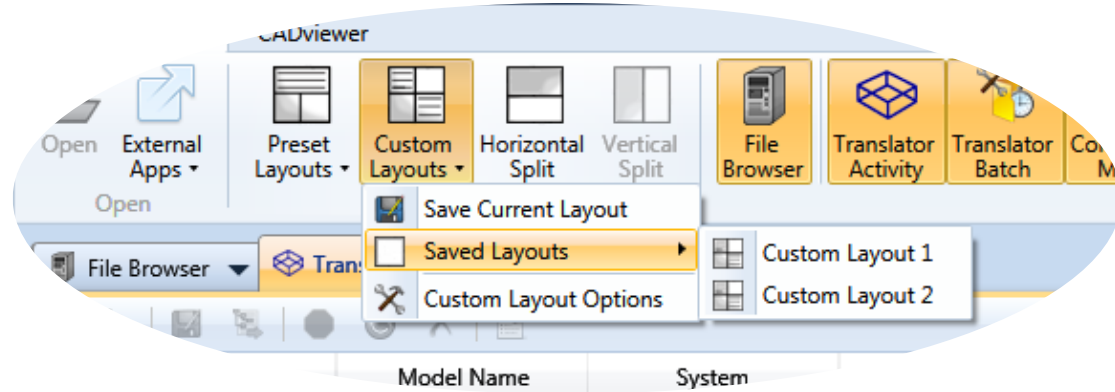 CADviewer
Open
External
Apps
Preset
Layouts
Custom
Layouts
Horizontal
Split
Vertical
Split
File
Browser
Translator
Activity
Translator
Batch
Open
Save Current Layout
Saved Layouts
Custom Layout 1
Custom Layout 2
Custom Layout Options
File Browser
Model Name
System